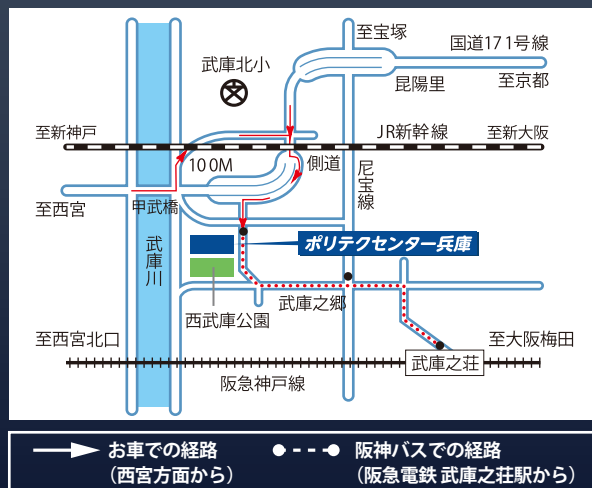 至宝塚
国道171号線
武庫北小
昆陽里
至京都
至新神戸
JR新幹線
至新大阪
100M
側道
尼宝線
至西宮
甲武橋
武庫川
ポリテクセンター兵庫
武庫之郷
西武庫公園
至西宮北口
至大阪梅田
武庫之荘
阪急神戸線
お車での経路
（西宮方面から）
阪神バスでの経路
（阪急電鉄 武庫之荘駅から）